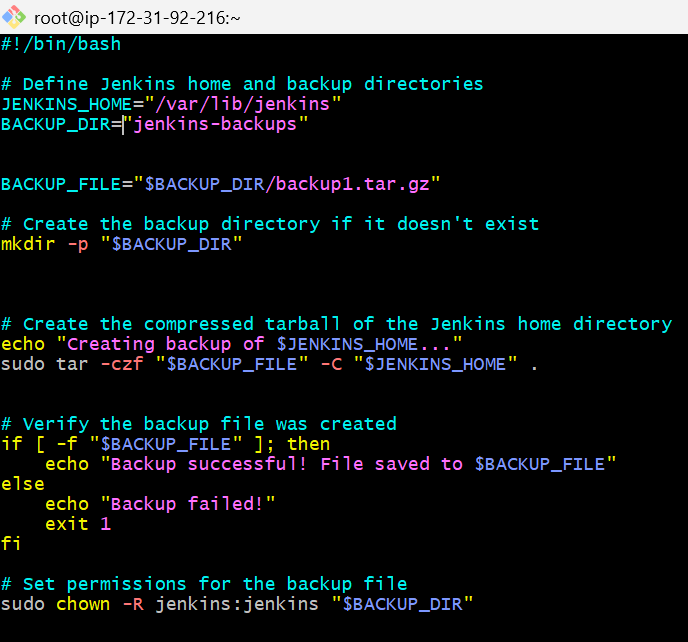 root@ip-172-31-92-216:~
#!/bin/bash
# Define Jenkins home and backup directories
JENKINS_HOME="/var/lib/jenkins"
BACKUP_DIR="jenkins-backups"
BACKUP_FILE="$BACKUP_DIR/backup1.tar.gz"
# Create the backup directory if it doesn't exist
mkdir -p "$BACKUP_DIR"
# Create the compressed tarball of the Jenkins home directory
echo "Creating backup of $JENKINS_HOME..."
sudo tar -czf "$BACKUP_FILE" -C "$JENKINS_HOME" .
# Verify the backup file was created
if [ -f "$BACKUP_FILE" ]; then
    echo "Backup successful! File saved to $BACKUP_FILE"
else
    echo "Backup failed!"
    exit 1
fi
# Set permissions for the backup file
sudo chown -R jenkins:jenkins "$BACKUP_DIR"